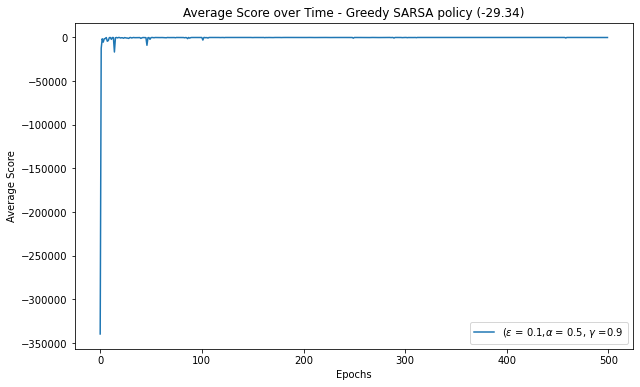 Average Score over Time - Greedy SARSA policy (-29.34)
0
−50000
−100000
−150000
−200000
−250000
−300000
−350000
Average Score
0 100 200 300 400 500
Epochs
(ε = 0.1,α = 0.5, γ =0.9